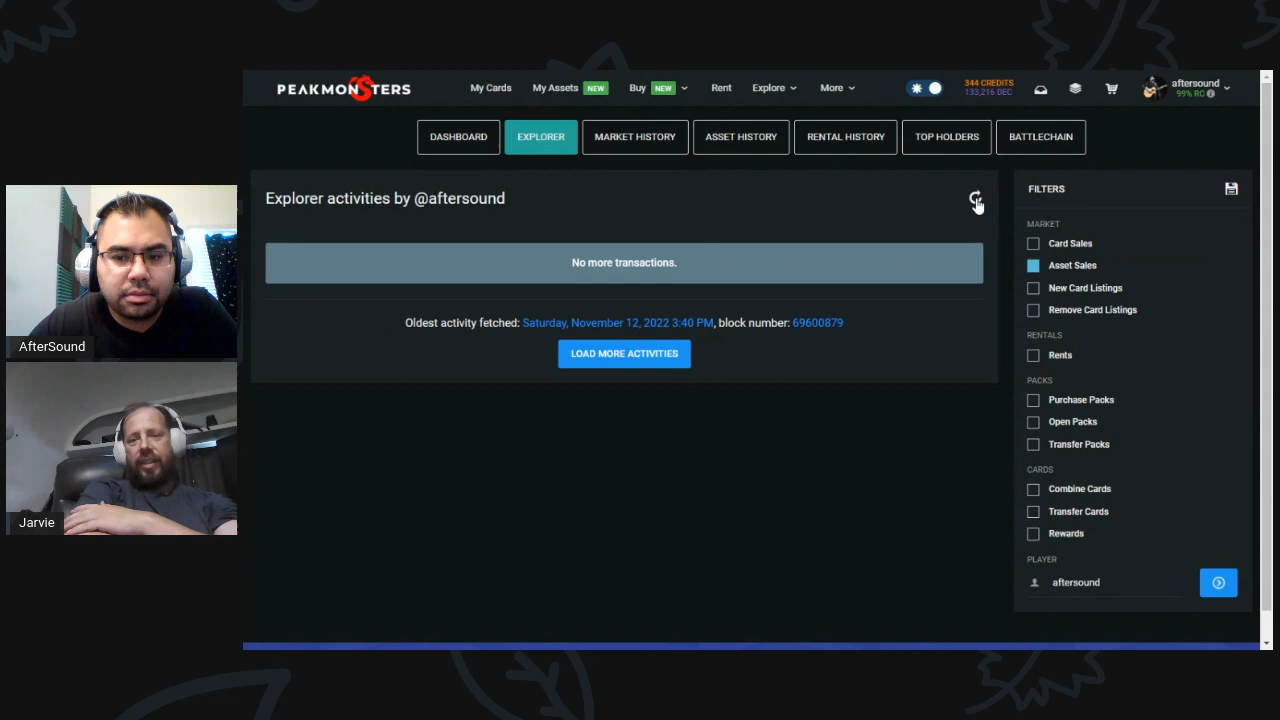 PEAKMONSTERS
My Cards
My Assets NEW
Buy NEW
Rent
Explore
More
344 CREDITS
133,216 DEC
aftersound
99% RC
DASHBOARD
EXPLORER
MARKET HISTORY
ASSET HISTORY
RENTAL HISTORY
TOP HOLDERS
BATTLECHAIN
Explorer activities by @aftersound
No more transactions.
Oldest activity fetched: Saturday, November 12, 2022 3:40 PM, block number: 69600879
LOAD MORE ACTIVITIES
FILTERS
MARKET
Card Sales
Asset Sales
New Card Listings
Remove Card Listings
RENTALS
Rents
PACKS
Purchase Packs
Open Packs
Transfer Packs
CARDS
Combine Cards
Transfer Cards
Rewards
PLAYER
aftersound
AfterSound
Jarvie